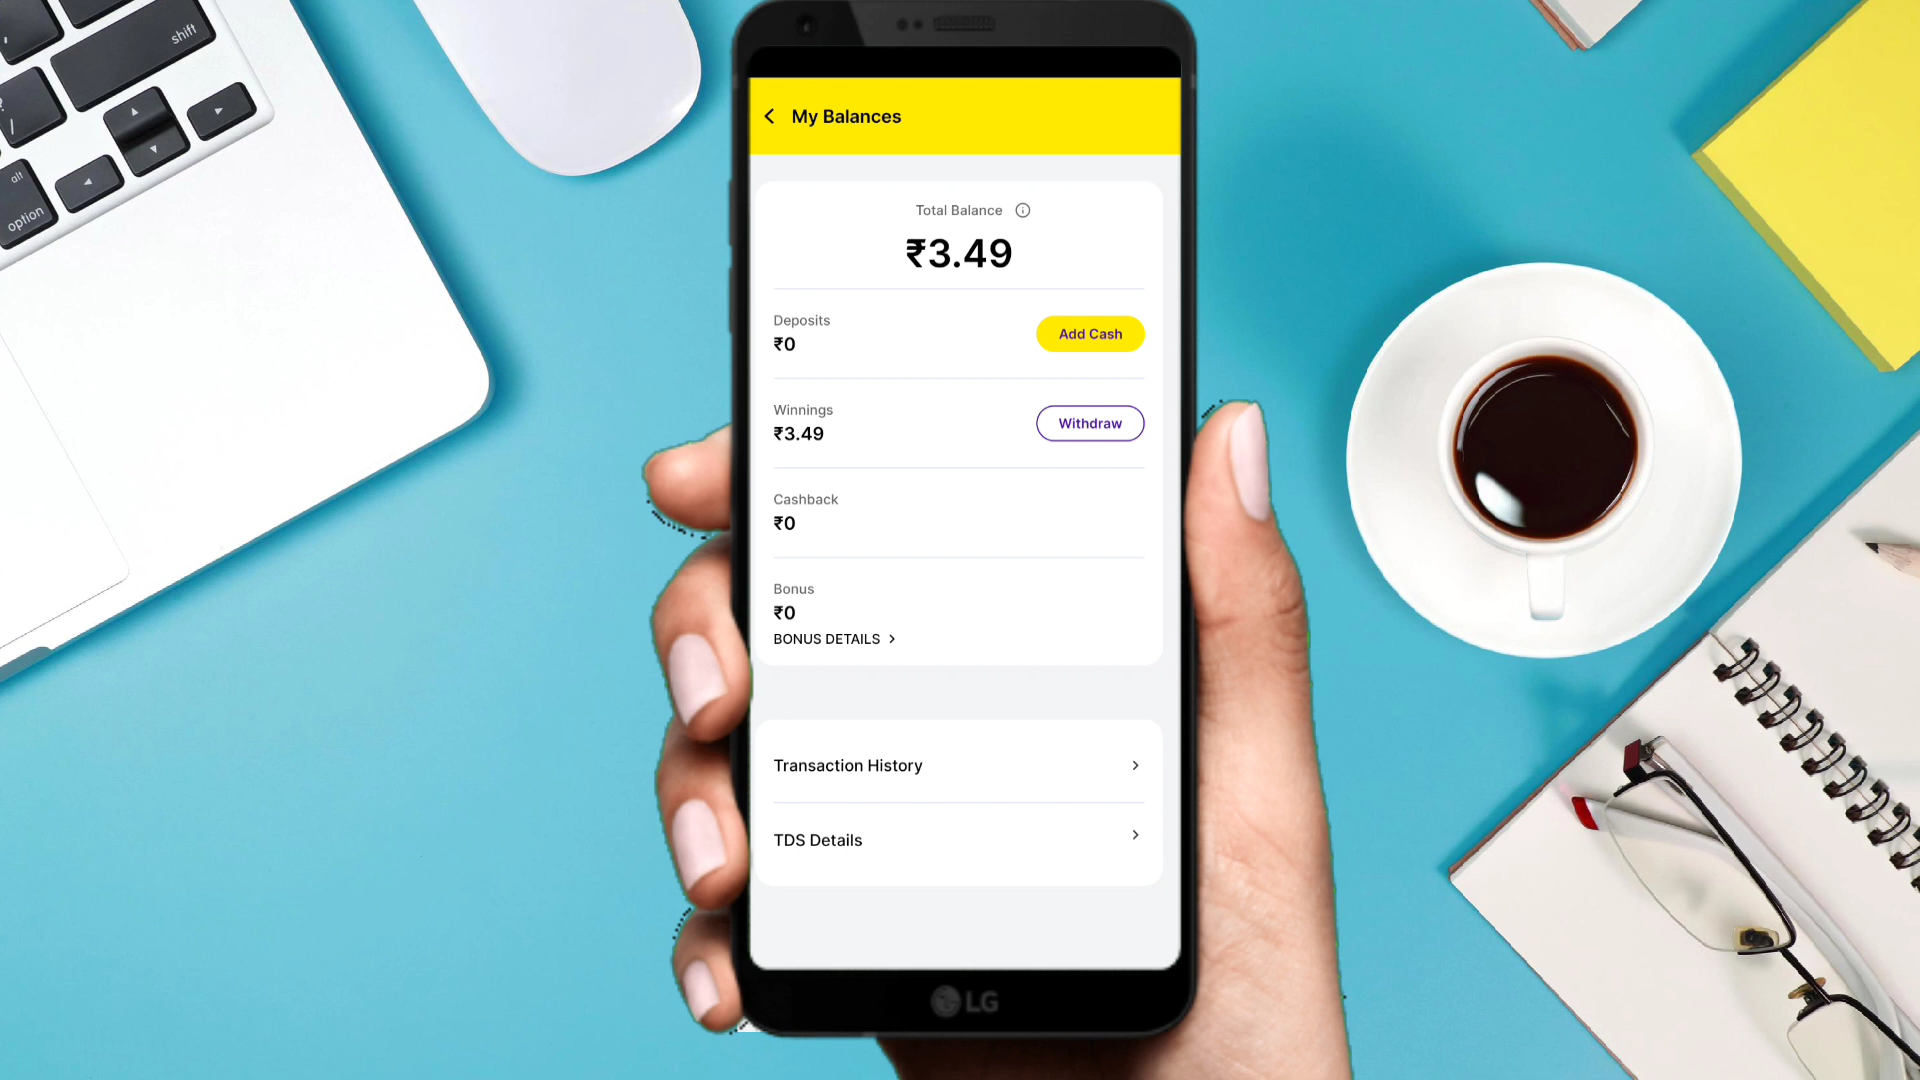 shift
?
/
alt
option
My Balances
Total Balance
₹3.49
Deposits
₹0
Add Cash
Winnings
₹3.49
Withdraw
Cashback
₹0
Bonus
₹0
BONUS DETAILS
Transaction History
TDS Details
LG